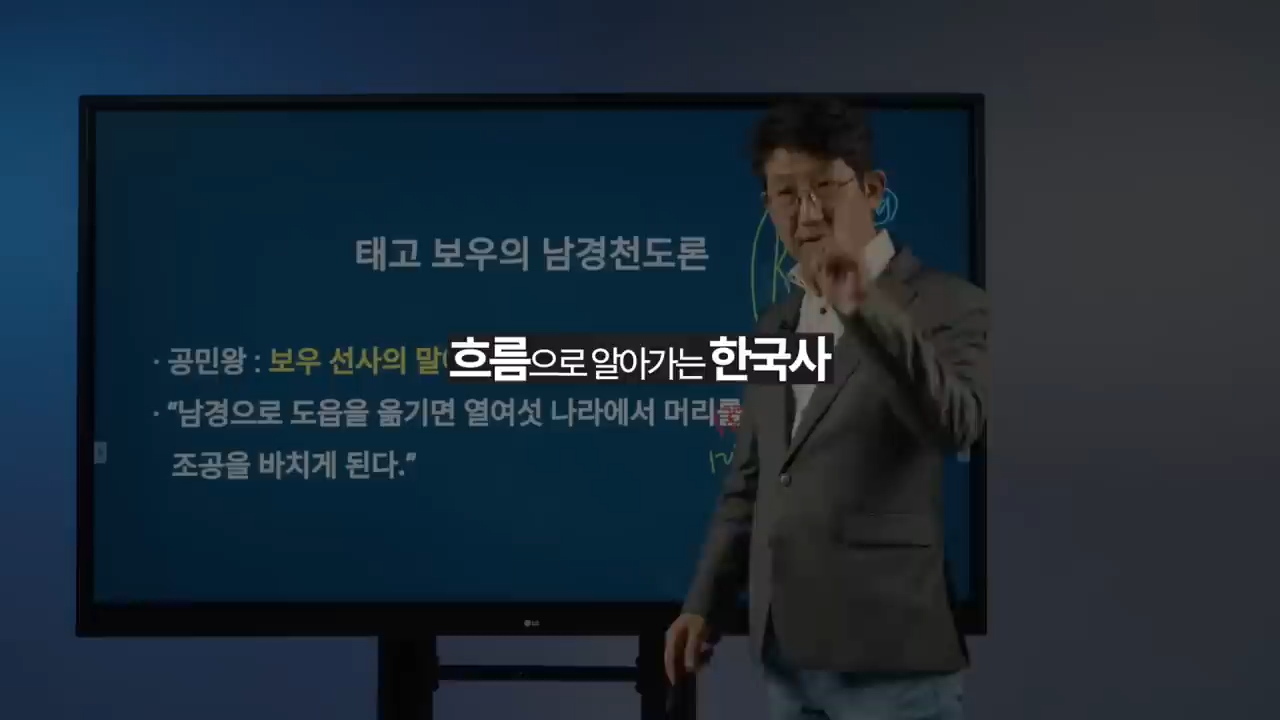 태고 보우의 남경천도론
· 공민왕 : 보우 선사의
흐름으로 알아가는 한국사
· “남경으로 도읍을 옮기면 열여섯 나라에서 머리를
조공을 바치게 된다.”
LG